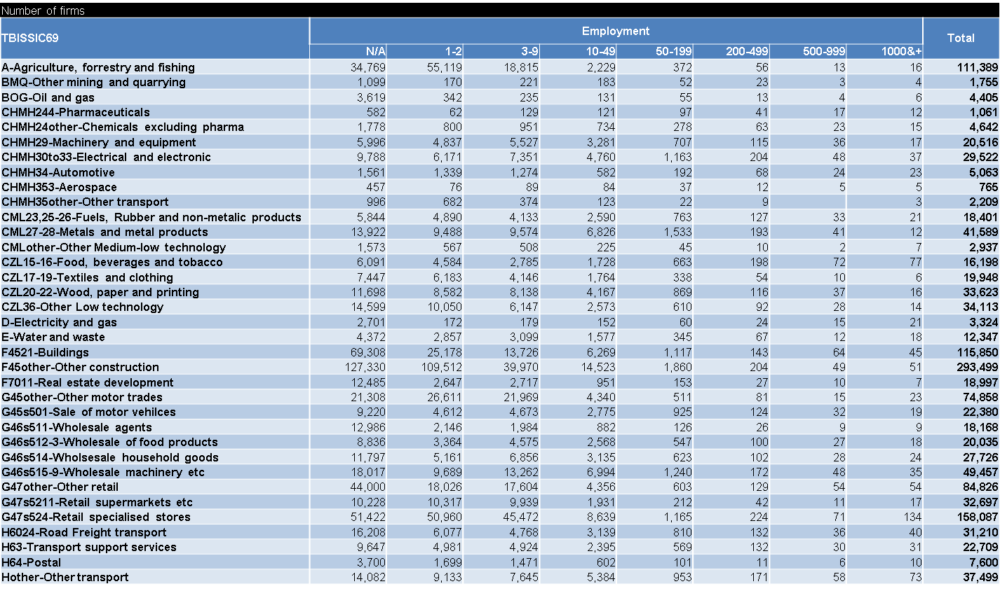 Number of firms
TBISSIC69 Employment Total
N/A 1-2 3-9 10-49 50-199 200-499 500-999 1000&+
A-Agriculture, forrestry and fishing 34,769 55,119 18,815 2,229 372 56 13 16 111,389
BMQ-Other mining and quarrying 1,099 170 221 183 52 23 3 4 1,755
BOG-Oil and gas 3,619 342 235 131 55 13 4 6 4,405
CHMH244-Pharmaceuticals 582 62 129 121 97 41 17 12 1,061
CHMH24other-Chemicals excluding pharma 1,778 800 951 734 278 63 23 15 4,642
CHMH29-Machinery and equipment 5,996 4,837 5,527 3,281 707 115 36 17 20,516
CHMH30to33-Electrical and electronic 9,788 6,171 7,351 4,760 1,163 204 48 37 29,522
CHMH34-Automotive 1,561 1,339 1,274 582 192 68 24 23 5,063
CHMH353-Aerospace 457 76 89 84 37 12 5 5 765
CHMH35other-Other transport 996 682 374 123 22 9 3 2,209
CML23,25-26-Fuels, Rubber and non-metalic products 5,844 4,890 4,133 2,590 763 127 33 21 18,401
CML27-28-Metals and metal products 13,922 9,488 9,574 6,826 1,533 193 41 12 41,589
CMLother-Other Medium-low technology 1,573 567 508 225 45 10 2 7 2,937
CZL15-16-Food, beverages and tobacco 6,091 4,584 2,785 1,728 663 198 72 77 16,198
CZL17-19-Textiles and clothing 7,447 6,183 4,146 1,764 338 54 10 6 19,948
CZL20-22-Wood, paper and printing 11,698 8,582 8,138 4,167 869 116 37 16 33,623
CZL36-Other Low technology 14,599 10,050 6,147 2,573 610 92 28 14 34,113
D-Electricity and gas 2,701 172 179 152 60 24 15 21 3,324
E-Water and waste 4,372 2,857 3,099 1,577 345 67 12 18 12,347
F4521-Buildings 69,308 25,178 13,726 6,269 1,117 143 64 45 115,850
F45other-Other construction 127,330 109,512 39,970 14,523 1,860 204 49 51 293,499
F7011-Real estate development 12,485 2,647 2,717 951 153 27 10 7 18,997
G45other-Other motor trades 21,308 26,611 21,969 4,340 511 81 15 23 74,858
G45s501-Sale of motor vehilces 9,220 4,612 4,673 2,775 925 124 32 19 22,380
G46s511-Wholesale agents 12,986 2,146 1,984 882 126 26 9 9 18,168
G46s512-3-Wholesale of food products 8,836 3,364 4,575 2,568 547 100 27 18 20,035
G46s514-Wholsesale household goods 11,797 5,161 6,856 3,135 623 102 28 24 27,726
G46s515-9-Wholesale machinery etc 18,017 9,689 13,262 6,994 1,240 172 48 35 49,457
G47other-Other retail 44,000 18,026 17,604 4,356 603 129 54 54 84,826
G47s5211-Retail supermarkets etc 10,228 10,317 9,939 1,931 212 42 11 17 32,697
G47s524-Retail specialised stores 51,422 50,960 45,472 8,639 1,165 224 71 134 158,087
H6024-Road Freight transport 16,208 6,077 4,768 3,139 810 132 36 40 31,210
H63-Transport support services 9,647 4,981 4,924 2,395 569 132 30 31 22,709
H64-Postal 3,700 1,699 1,471 602 101 11 6 10 7,600
Hother-Other transport 14,082 9,133 7,645 5,384 953 171 58 73 37,499